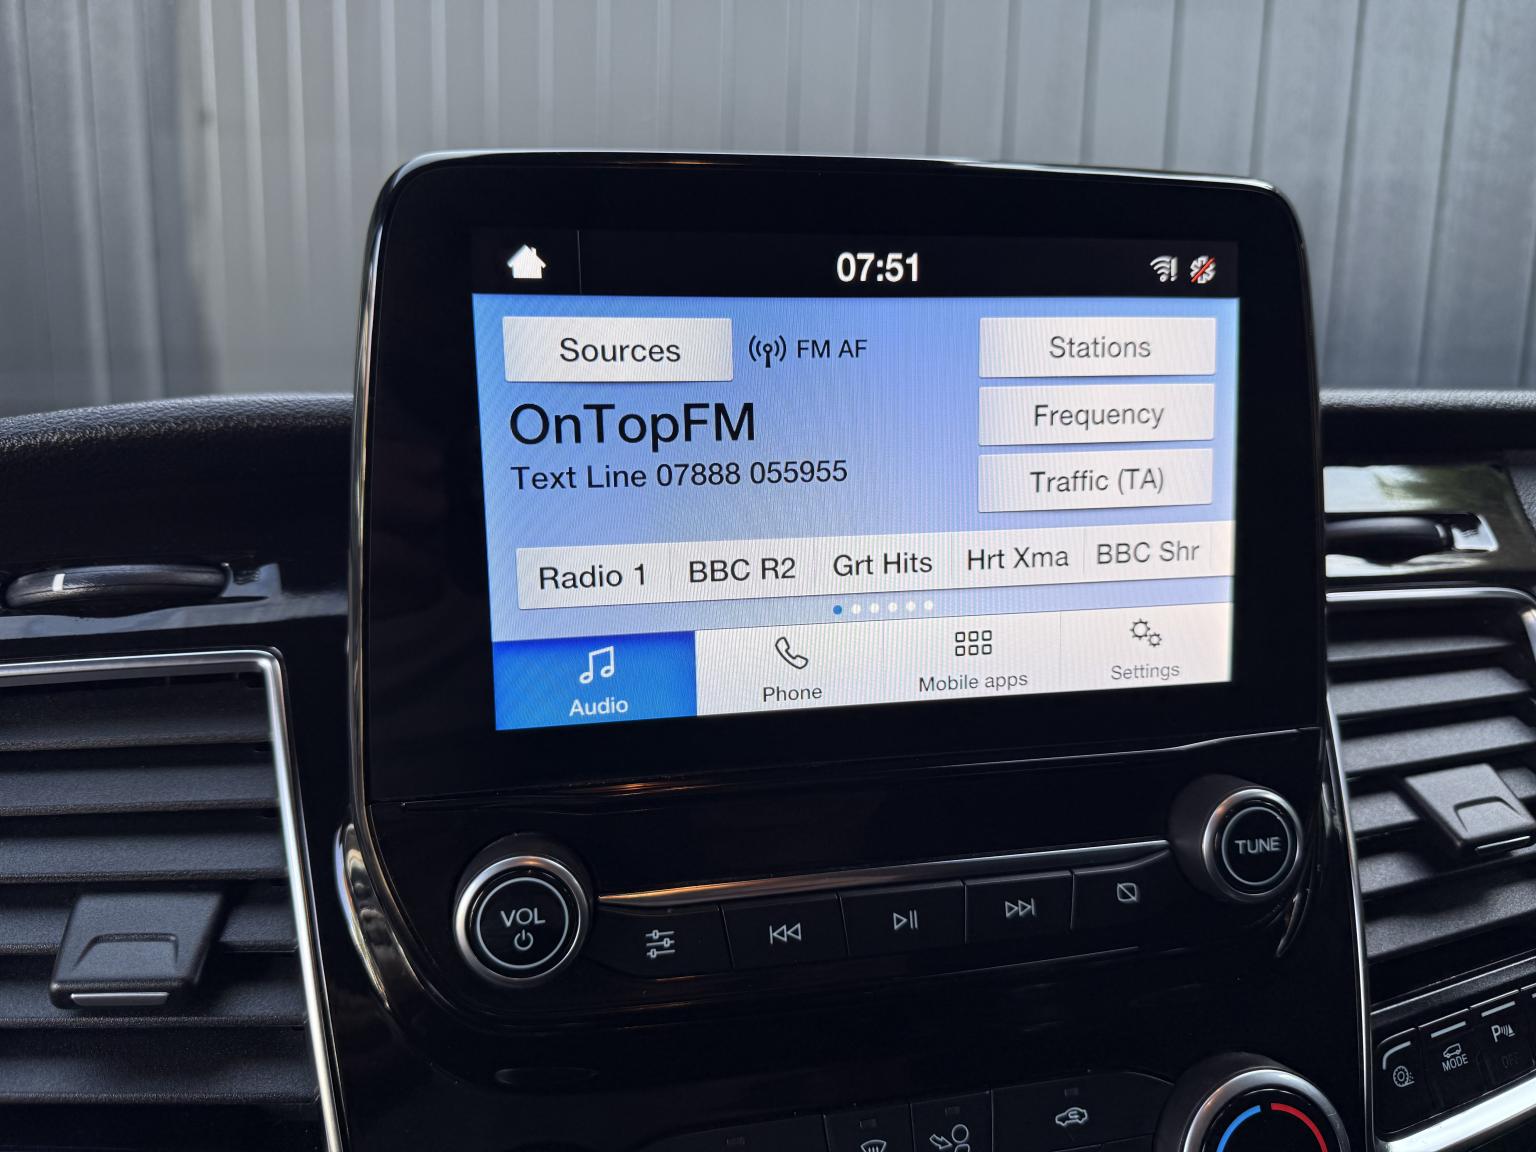 07:51
Sources FM AF Stations
OnTopFM Frequency
Text Line 07888 055955 Traffic (TA)
Radio 1 BBC R2 Grt Hits Hrt Xma BBC Shr
Audio Phone Mobile apps Settings
VOL TUNE
MODE P